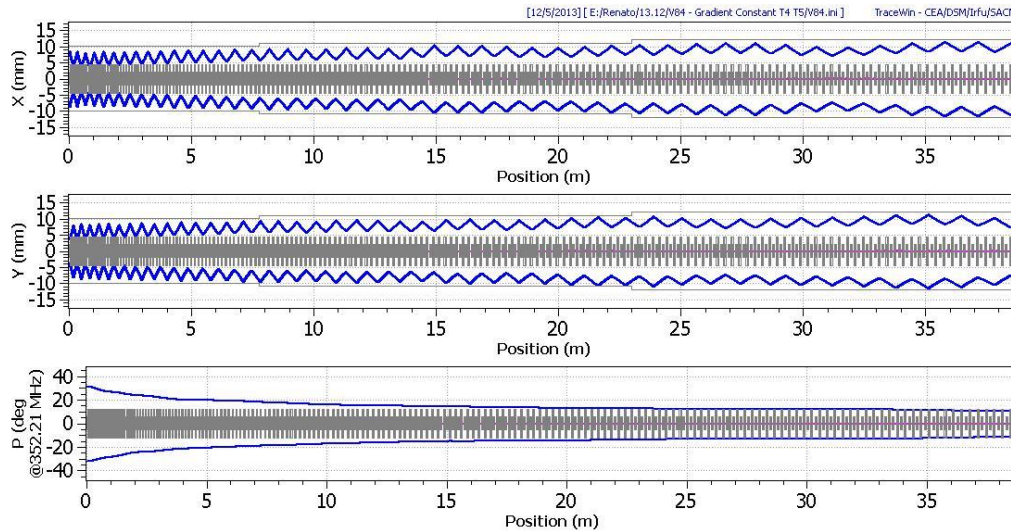 [12/5/2013] [ E:/Renato/13.12/V84 - Gradient Constant T4 T5/V84.ini ] TraceWin - CEA/DSM/Irfu/SACM
X (mm)
15
10
5
0
-5
-10
-15
0 5 10 15 20 25 30 35
Position (m)
Y (mm)
15
10
5
0
-5
-10
-15
0 5 10 15 20 25 30 35
Position (m)
P (deg
@352.21 MHz)
40
20
0
-20
-40
0 5 10 15 20 25 30 35
Position (m)